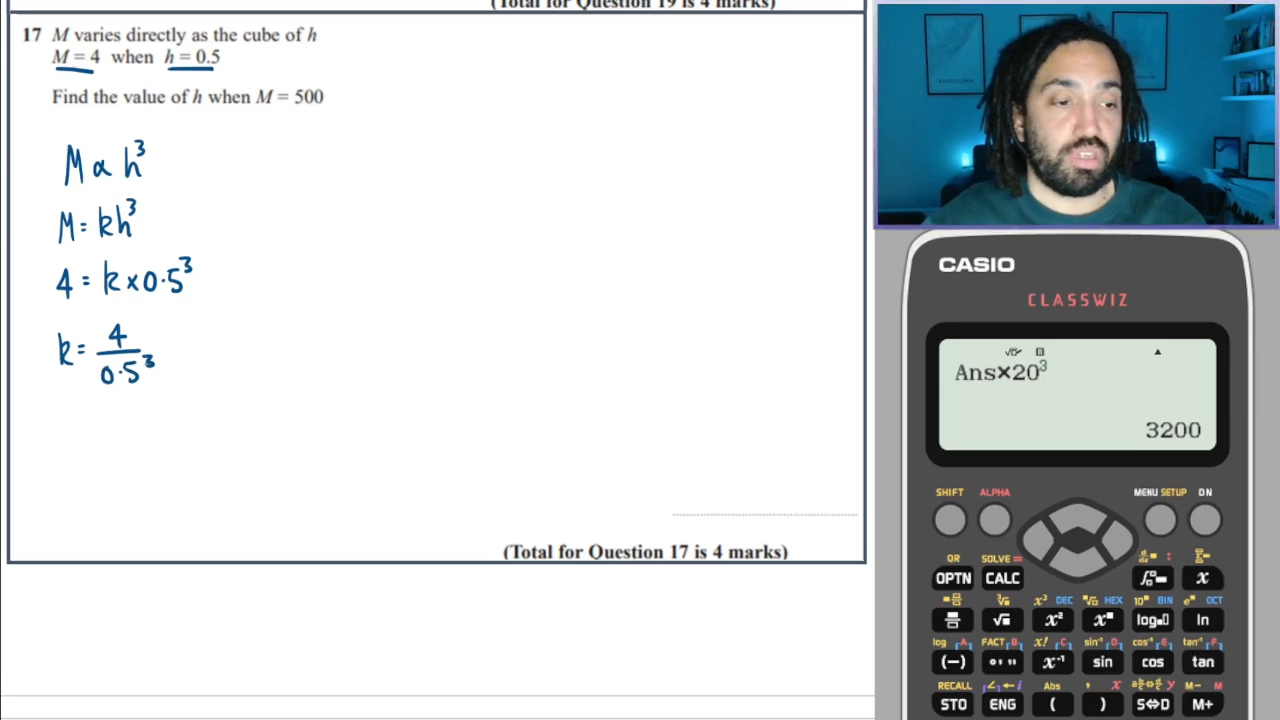 (Total for Question 19 is 4 marks)
17 M varies directly as the cube of h
M = 4 when h = 0.5
Find the value of h when M = 500
M ∝ h³
M = kh³
4 = k × 0.5³
k = 4 / 0.5³
(Total for Question 17 is 4 marks)
BARCELONA
CASIO
CLASSWIZ
Ans×20³
3200
SHIFT ALPHA MENU SETUP ON
QR SOLVE = :
OPTN CALC x
x³ DEC HEX 10■ BIN e■ OCT
x² x■ log ln
log A FACT B x! C sin⁻¹ D cos⁻¹ E tan⁻¹ F
(−) x⁻¹ sin cos tan
RECALL ∠ ← i Abs , x y M− M
STO ENG ( ) S⇔D M+